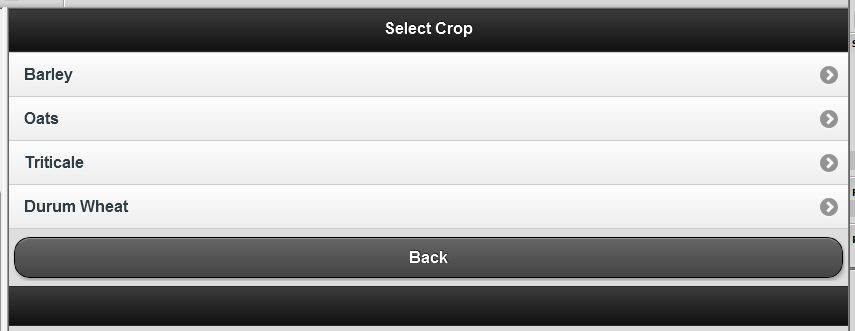 Select Crop
Barley
Oats
Triticale
Durum Wheat
Back